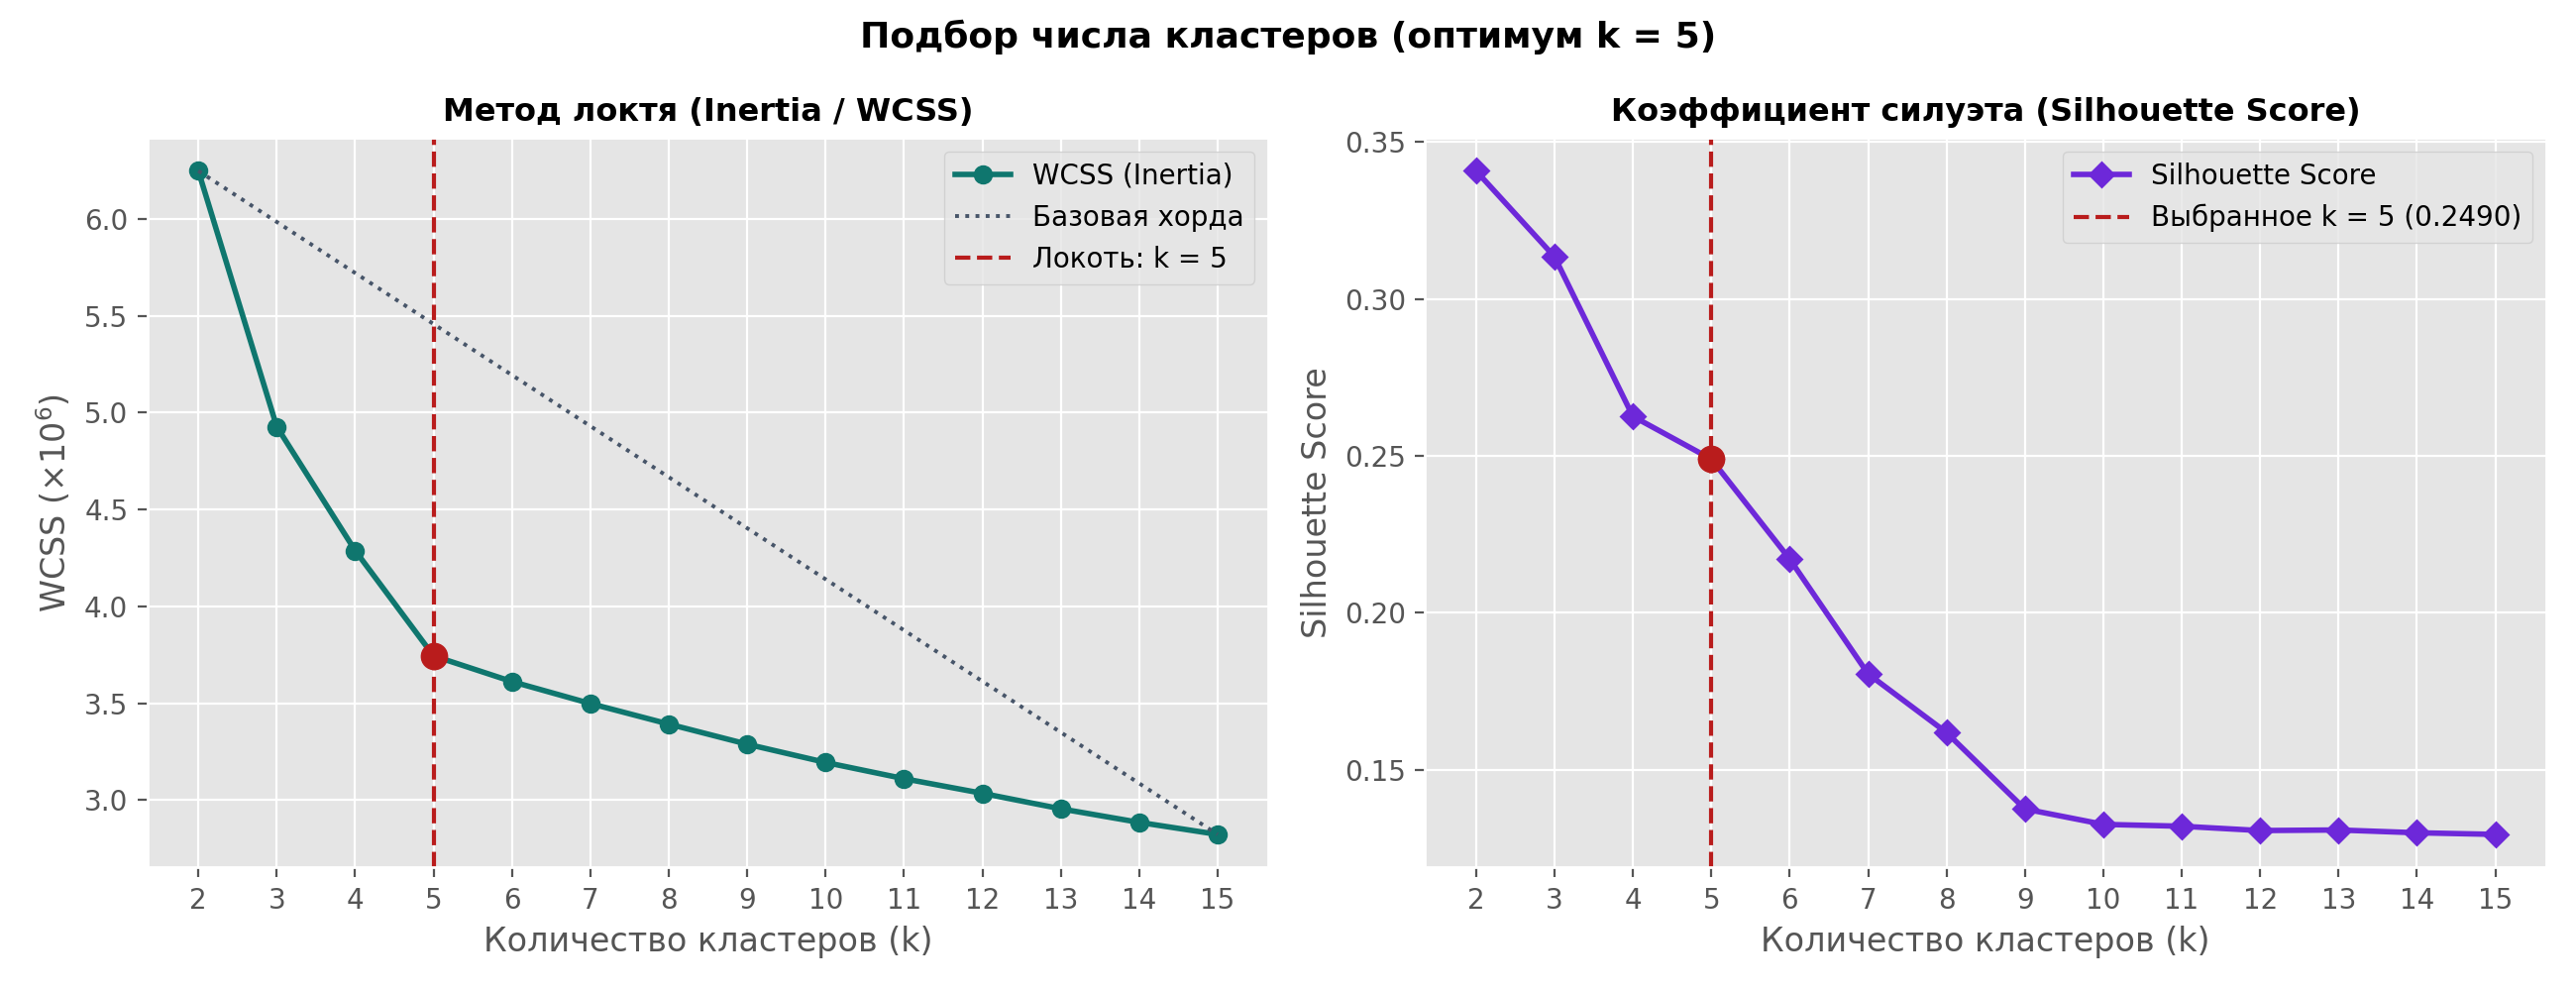 Подбор числа кластеров (оптимум k = 5)
Метод локтя (Inertia / WCSS)
WCSS (×10⁶)
6.0
5.5
5.0
4.5
4.0
3.5
3.0
WCSS (Inertia)
Базовая хорда
Локоть: k = 5
2 3 4 5 6 7 8 9 10 11 12 13 14 15
Количество кластеров (k)
Коэффициент силуэта (Silhouette Score)
Silhouette Score
0.35
0.30
0.25
0.20
0.15
Silhouette Score
Выбранное k = 5 (0.2490)
2 3 4 5 6 7 8 9 10 11 12 13 14 15
Количество кластеров (k)